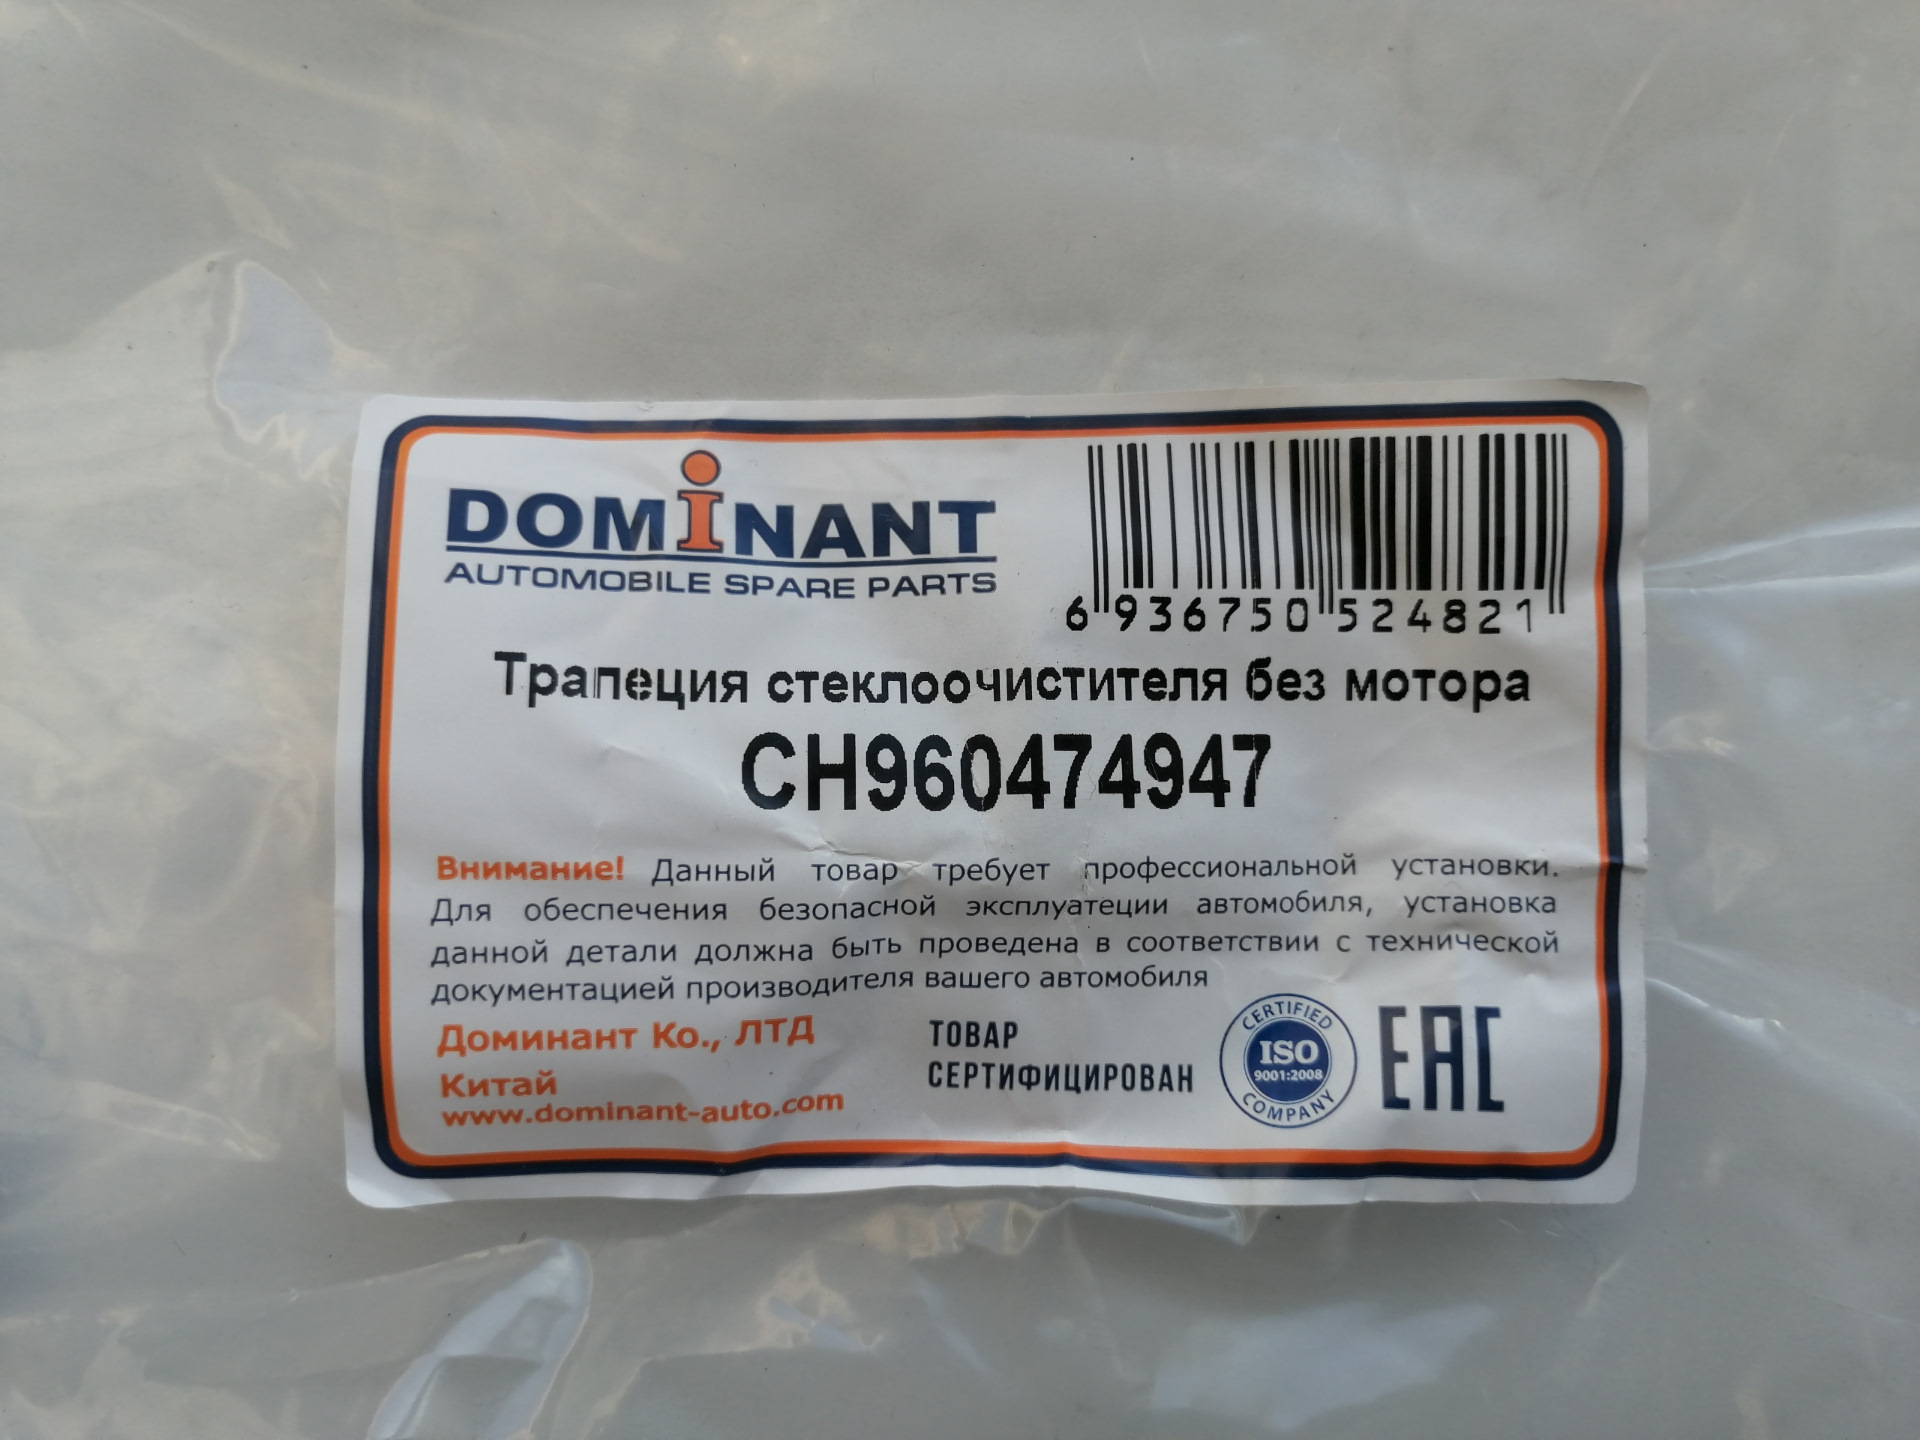 DOMiNANT
AUTOMOBILE SPARE PARTS
6 936750 524821
Трапеция стеклоочистителя без мотора
CH960474947
Внимание! Данный товар требует профессиональной установки.
Для обеспечения безопасной эксплуатеции автомобиля, установка
данной детали должна быть проведена в соответствии с технической
документацией производителя вашего автомобиля
Доминант Ко., ЛТД
Китай
www.dominant-auto.com
ТОВАР
СЕРТИФИЦИРОВАН
CERTIFIED
ISO
9001:2008
COMPANY
EAC